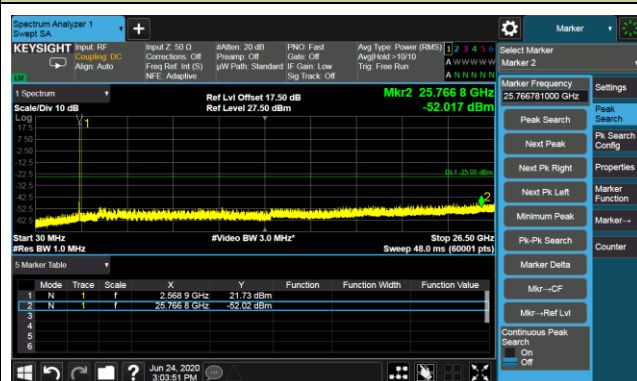 Spectrum Analyzer 1
Swept SA
Marker
KEYSIGHT
Input: RF
Coupling: DC
Align: Auto
Input Z: 50 Ω
Corrections: Off
Freq Ref: Int (S)
NFE: Adaptive
#Atten: 20 dB
Preamp: Off
µW Path: Standard
PNO: Fast
Gate: Off
IF Gain: Low
Sig Track: Off
Avg Type: Power (RMS)
Avg|Hold:>10/10
Trig: Free Run
1 2 3 4 5 6
A W W W W W
A N N N N N
Select Marker
Marker 2
Marker Frequency
25.766781000 GHz
Settings
Peak Search
Peak
Search
Next Peak
Pk Search
Config
Next Pk Right
Properties
Next Pk Left
Marker
Function
Minimum Peak
Marker→
Pk-Pk Search
Counter
Marker Delta
Mkr→CF
Mkr→Ref Lvl
Continuous Peak
Search
On
Off
1 Spectrum
Scale/Div 10 dB
Ref Lvl Offset 17.50 dB
Ref Level 27.50 dBm
Mkr2 25.766 8 GHz
-52.017 dBm
Log
17.5
7.50
-2.50
-12.5
-22.5
-32.5
-42.5
-52.5
-62.5
1
DL1 -25.00 dBm
2
Start 30 MHz
#Res BW 1.0 MHz
#Video BW 3.0 MHz*
Stop 26.50 GHz
Sweep 48.0 ms (60001 pts)
5 Marker Table
Mode Trace Scale X Y Function Function Width Function Value
1 N 1 f 2.568 9 GHz 21.73 dBm
2 N 1 f 25.766 8 GHz -52.02 dBm
3
4
5
6
Jun 24, 2020
3:03:51 PM